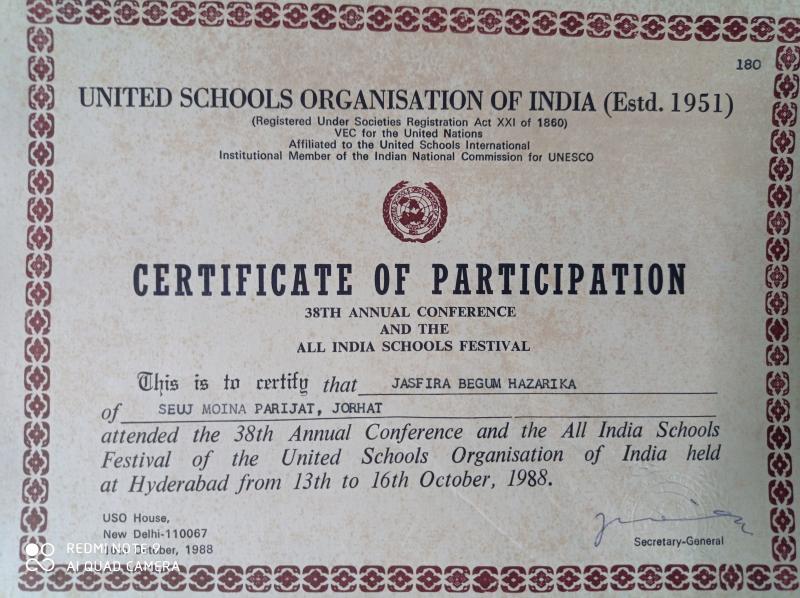 180
UNITED SCHOOLS ORGANISATION OF INDIA (Estd. 1951)
(Registered Under Societies Registration Act XXI of 1860)
VEC for the United Nations
Affiliated to the United Schools International
Institutional Member of the Indian National Commission for UNESCO
CERTIFICATE OF PARTICIPATION
38TH ANNUAL CONFERENCE
AND THE
ALL INDIA SCHOOLS FESTIVAL
This is to certify that JASFIRA BEGUM HAZARIKA
of SEUJ MOINA PARIJAT, JORHAT
attended the 38th Annual Conference and the All India Schools
Festival of the United Schools Organisation of India held
at Hyderabad from 13th to 16th October, 1988.
USO House,
New Delhi-110067
1988
Secretary-General
REDMI NOTE 9
AI QUAD CAMERA